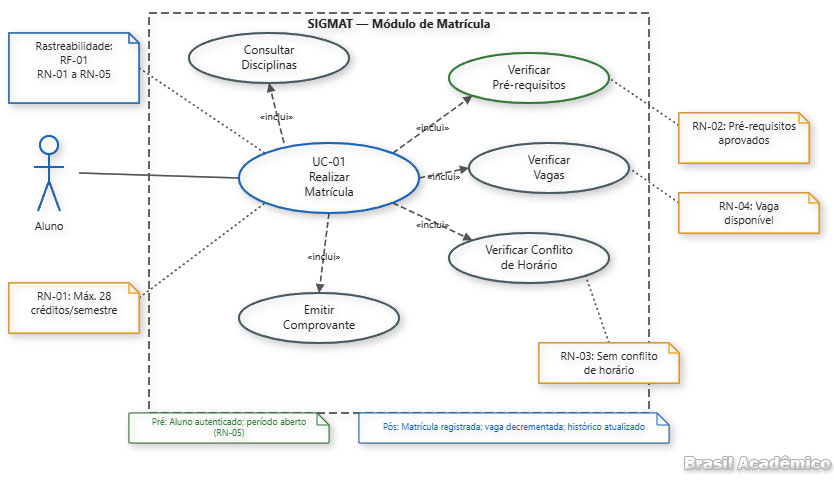 SIGMAT — Módulo de Matrícula
Rastreabilidade:
RF-01
RN-01 a RN-05
Consultar
Disciplinas
Verificar
Pré-requisitos
«inclui»
«inclui»
RN-02: Pré-requisitos
aprovados
UC-01
Realizar
Matrícula
Verificar
Vagas
«inclui»
Aluno
RN-04: Vaga
disponível
«inclui»
Verificar Conflito
de Horário
«inclui»
RN-01: Máx. 28
créditos/semestre
Emitir
Comprovante
RN-03: Sem conflito
de horário
Pré: Aluno autenticado; período aberto
(RN-05)
Pós: Matrícula registrada; vaga decrementada; histórico atualizado
Brasil Acadêmico